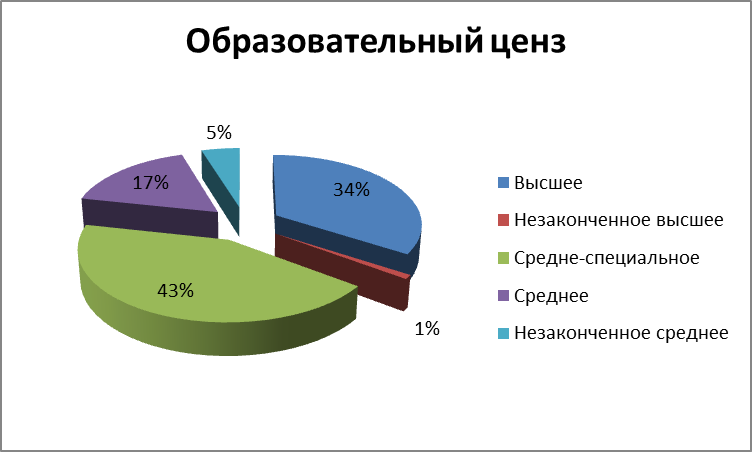 Образовательный ценз
5%
17%
34%
43%
1%
Высшее
Незаконченное высшее
Средне-специальное
Среднее
Незаконченное среднее